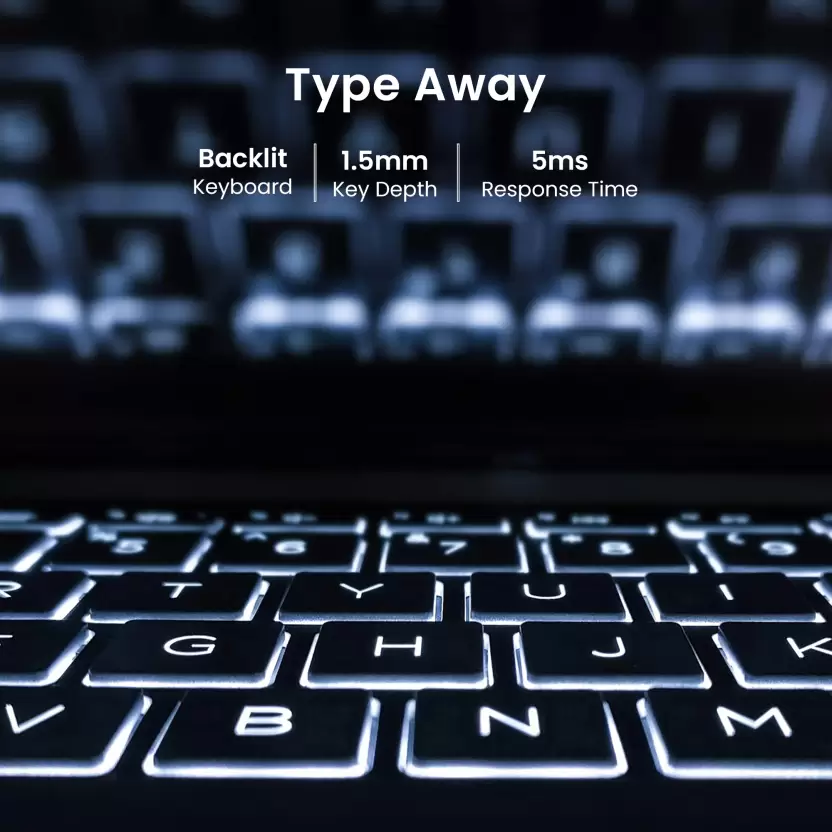 Type Away
Backlit
Keyboard
1.5mm
Key Depth
5ms
Response Time
5 6 7 8 9
R T Y U I
G H J K
V B N M